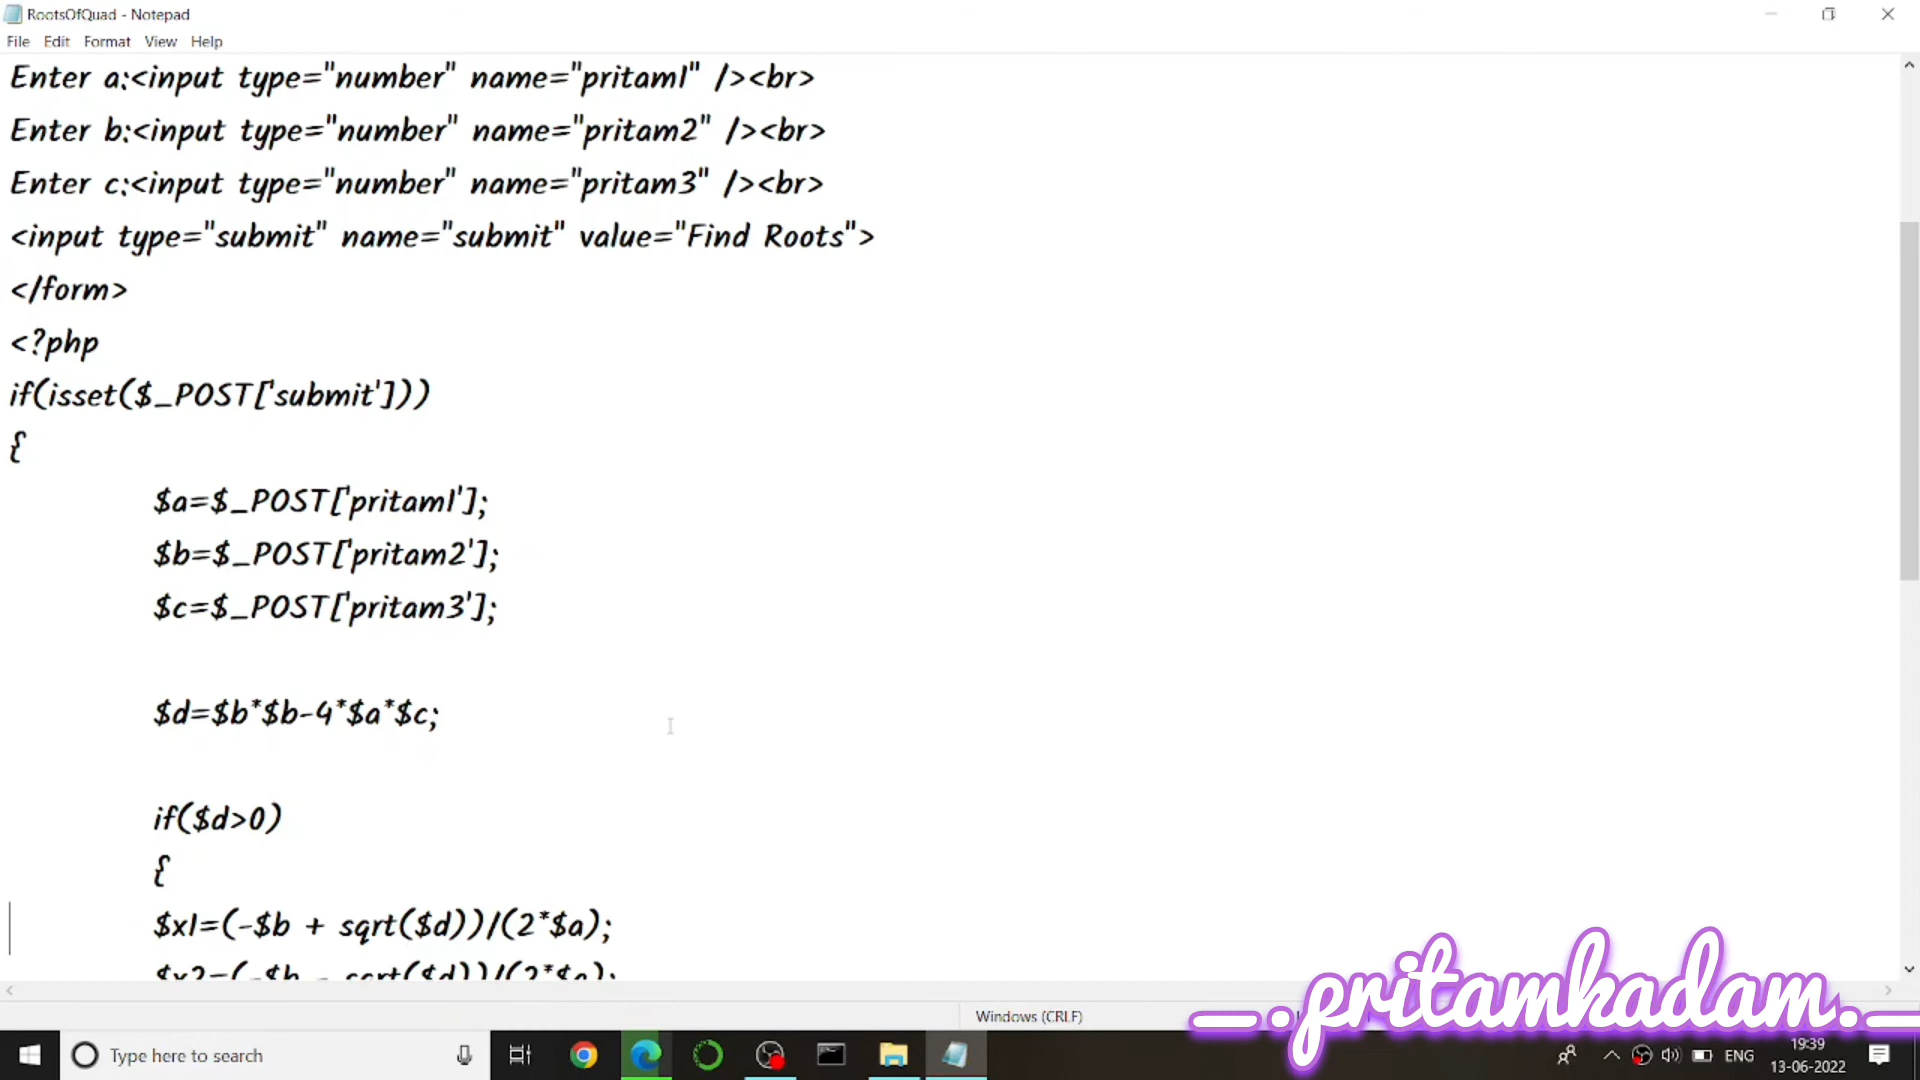 RootsOfQuad - Notepad
File Edit Format View Help
Enter a:<input type="number" name="pritam1" /><br>
Enter b:<input type="number" name="pritam2" /><br>
Enter c:<input type="number" name="pritam3" /><br>
<input type="submit" name="submit" value="Find Roots">
</form>
<?php
if(isset($_POST['submit']))
{
$a=$_POST['pritam1'];
$b=$_POST['pritam2'];
$c=$_POST['pritam3'];
$d=$b*$b-4*$a*$c;
if($d>0)
{
$x1=(-$b + sqrt($d))/(2*$a);
$x2=(-$b - sqrt($d))/(2*$a);
Windows (CRLF)
_.pritamkadam._
Type here to search
ENG
19:39
13-06-2022